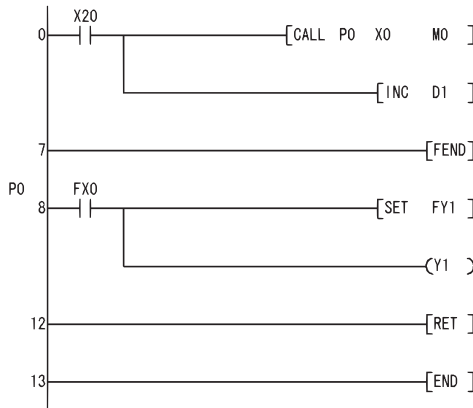 X20
0 [CALL P0 X0 M0 ]
[INC D1 ]
7 [FEND]
P0 FX0
8 [SET FY1 ]
(Y1 )
12 [RET ]
13 [END ]